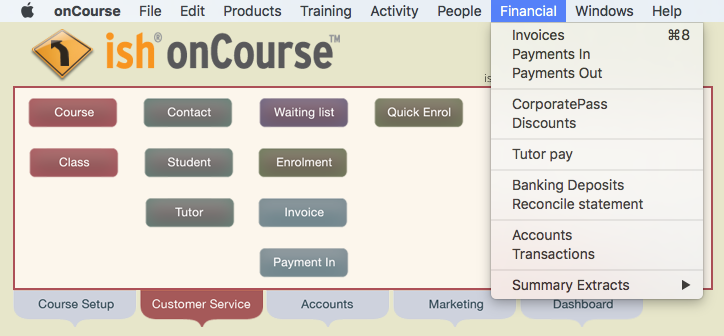 onCourse File Edit Products Training Activity People Financial Windows Help
ish® onCourse™
is
Invoices ⌘8
Payments In
Payments Out
CorporatePass
Discounts
Tutor pay
Banking Deposits
Reconcile statement
Accounts
Transactions
Summary Extracts
Course Contact Waiting list Quick Enrol
Class Student Enrolment
Tutor Invoice
Payment In
Course Setup Customer Service Accounts Marketing Dashboard